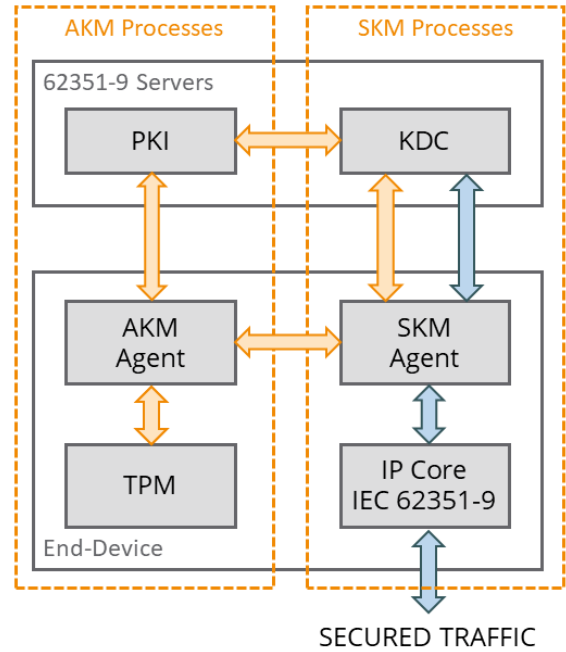 AKM Processes
SKM Processes
62351-9 Servers
PKI
KDC
AKM
Agent
SKM
Agent
TPM
IP Core
IEC 62351-9
End-Device
SECURED TRAFFIC